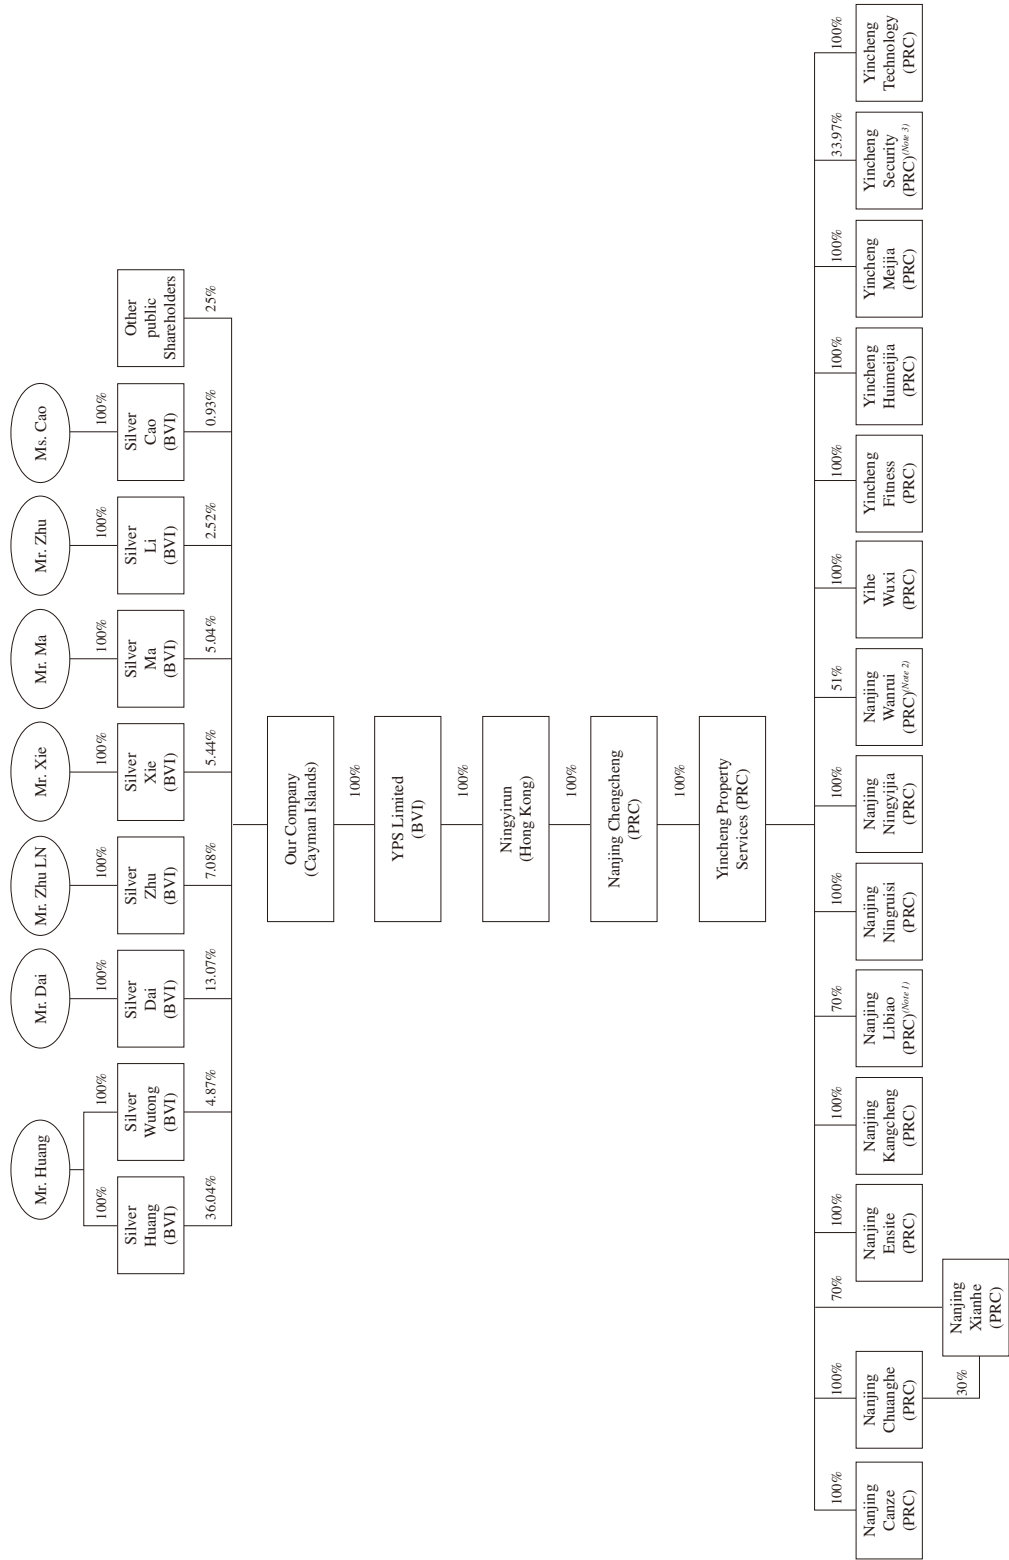 Mr. Huang
Mr. Dai
Mr. Zhu LN
Mr. Xie
Mr. Ma
Mr. Zhu
Ms. Cao
100%
100%
100%
100%
100%
100%
100%
100%
Silver
Huang
(BVI)
Silver
Wutong
(BVI)
Silver
Dai
(BVI)
Silver
Zhu
(BVI)
Silver
Xie
(BVI)
Silver
Ma
(BVI)
Silver
Li
(BVI)
Silver
Cao
(BVI)
Other
public
Shareholders
36.04%
4.87%
13.07%
7.08%
5.44%
5.04%
2.52%
0.93%
25%
Our Company
(Cayman Islands)
100%
YPS Limited
(BVI)
100%
Ningyirun
(Hong Kong)
100%
Nanjing Chengcheng
(PRC)
100%
Yincheng Property
Services (PRC)
100%
100%
70%
100%
100%
70%
100%
100%
51%
100%
100%
100%
100%
33.97%
100%
Nanjing
Canze
(PRC)
Nanjing
Chuanghe
(PRC)
Nanjing
Ensite
(PRC)
Nanjing
Kangcheng
(PRC)
Nanjing
Libiao
(PRC)(Note 1)
Nanjing
Ningruisi
(PRC)
Nanjing
Ningyijia
(PRC)
Nanjing
Wanrui
(PRC)(Note 2)
Yihe
Wuxi
(PRC)
Yincheng
Fitness
(PRC)
Yincheng
Huimeijia
(PRC)
Yincheng
Meijia
(PRC)
Yincheng
Security
(PRC)(Note 3)
Yincheng
Technology
(PRC)
30%
Nanjing
Xianhe
(PRC)